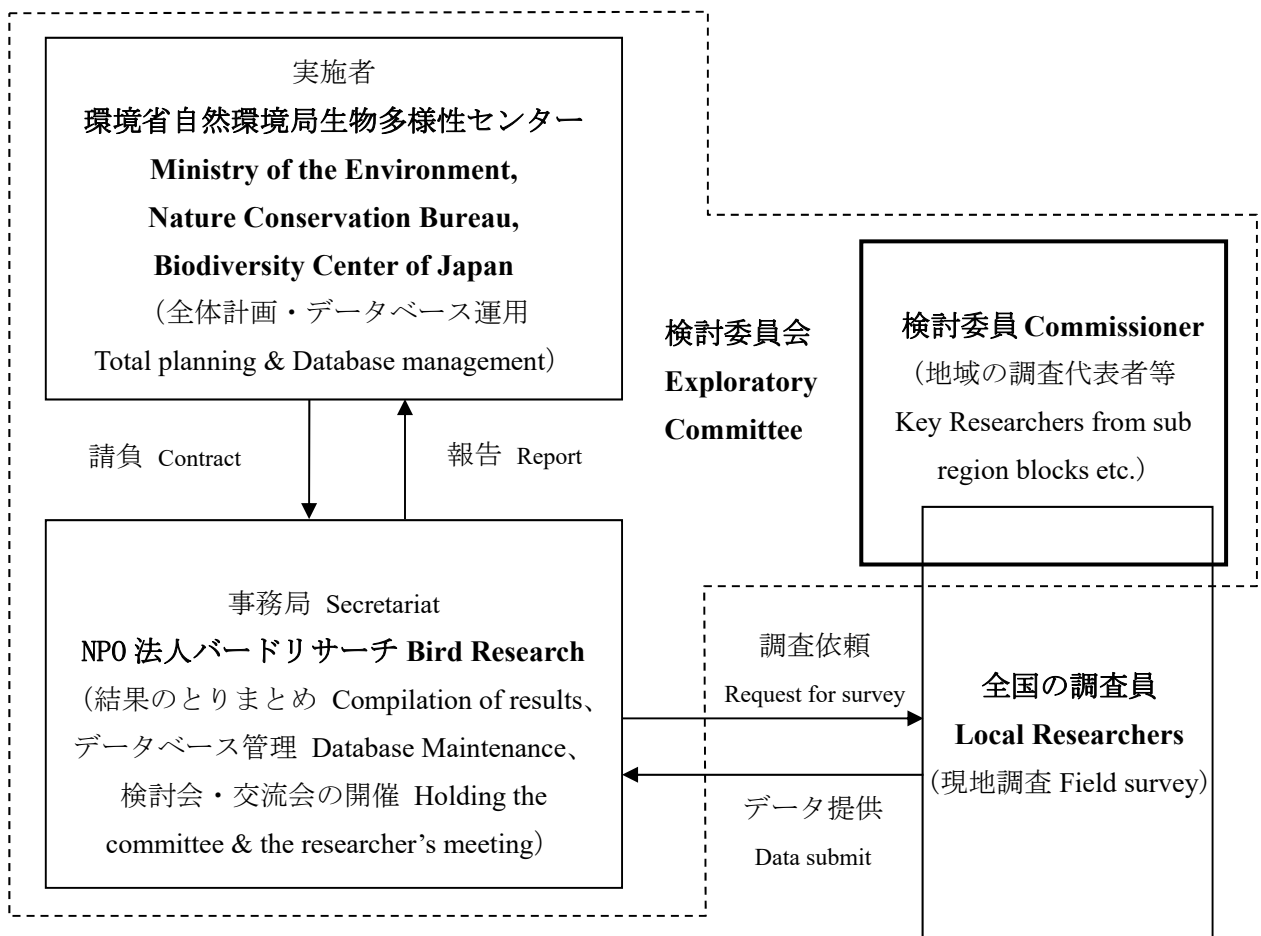 実施者
環境省自然環境局生物多様性センター
Ministry of the Environment,
Nature Conservation Bureau,
Biodiversity Center of Japan
（全体計画・データベース運用
Total planning & Database management）
請負 Contract
報告 Report
事務局 Secretariat
NPO 法人バードリサーチ Bird Research
（結果のとりまとめ Compilation of results、
データベース管理 Database Maintenance、
検討会・交流会の開催 Holding the
committee & the researcher’s meeting）
検討委員会
Exploratory
Committee
検討委員 Commissioner
（地域の調査代表者等
Key Researchers from sub
region blocks etc.）
調査依頼
Request for survey
データ提供
Data submit
全国の調査員
Local Researchers
（現地調査 Field survey）